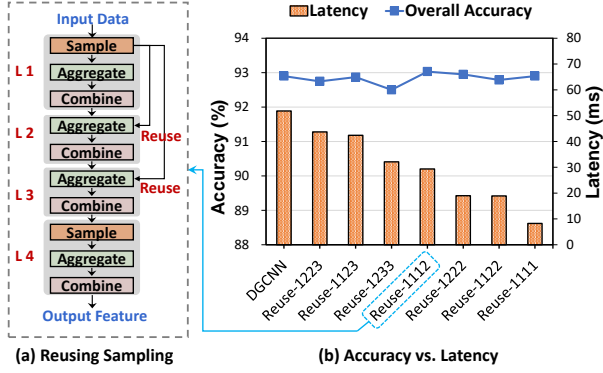 Input Data
Sample
L 1
Aggregate
Combine
L 2
Aggregate
Reuse
Combine
Aggregate
Reuse
L 3
Combine
Sample
L 4
Aggregate
Combine
Output Feature
(a) Reusing Sampling
Latency
Overall Accuracy
Accuracy (%)
94
93
92
91
90
89
88
Latency (ms)
80
70
60
50
40
30
20
10
0
DGCNN
Reuse-1223
Reuse-1123
Reuse-1233
Reuse-1112
Reuse-1222
Reuse-1122
Reuse-1111
(b) Accuracy vs. Latency